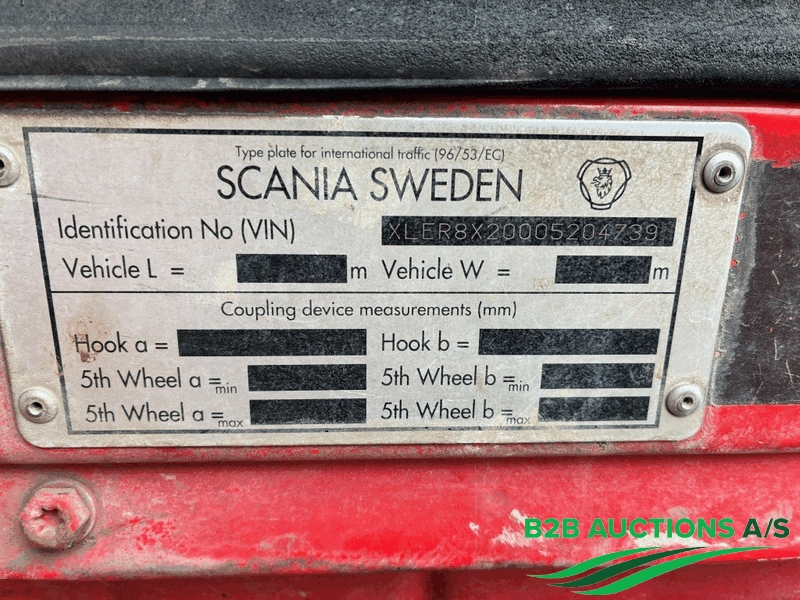 Type plate for international traffic (96/53/EC)
SCANIA SWEDEN
Identification No (VIN) XLER8X20005204739
Vehicle L = m Vehicle W = m
Coupling device measurements (mm)
Hook a = Hook b =
5th Wheel a = min 5th Wheel b = min
5th Wheel a = max 5th Wheel b = max
B2B AUCTIONS A/S